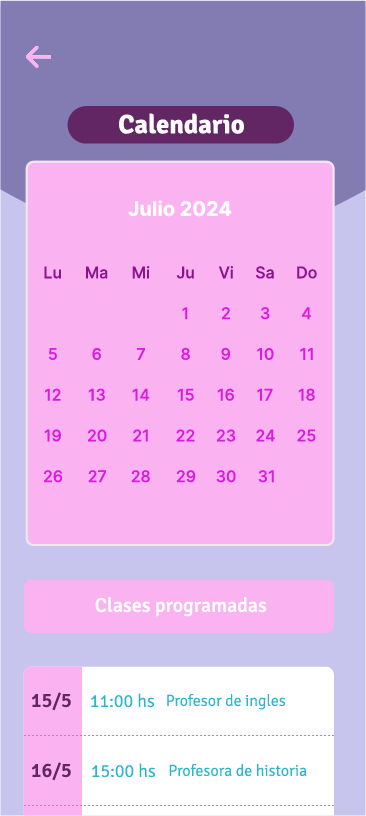 Calendario
Julio 2024
Lu Ma Mi Ju Vi Sa Do
1 2 3 4
5 6 7 8 9 10 11
12 13 14 15 16 17 18
19 20 21 22 23 24 25
26 27 28 29 30 31
Clases programadas
15/5 11:00 hs Profesor de ingles
16/5 15:00 hs Profesora de historia